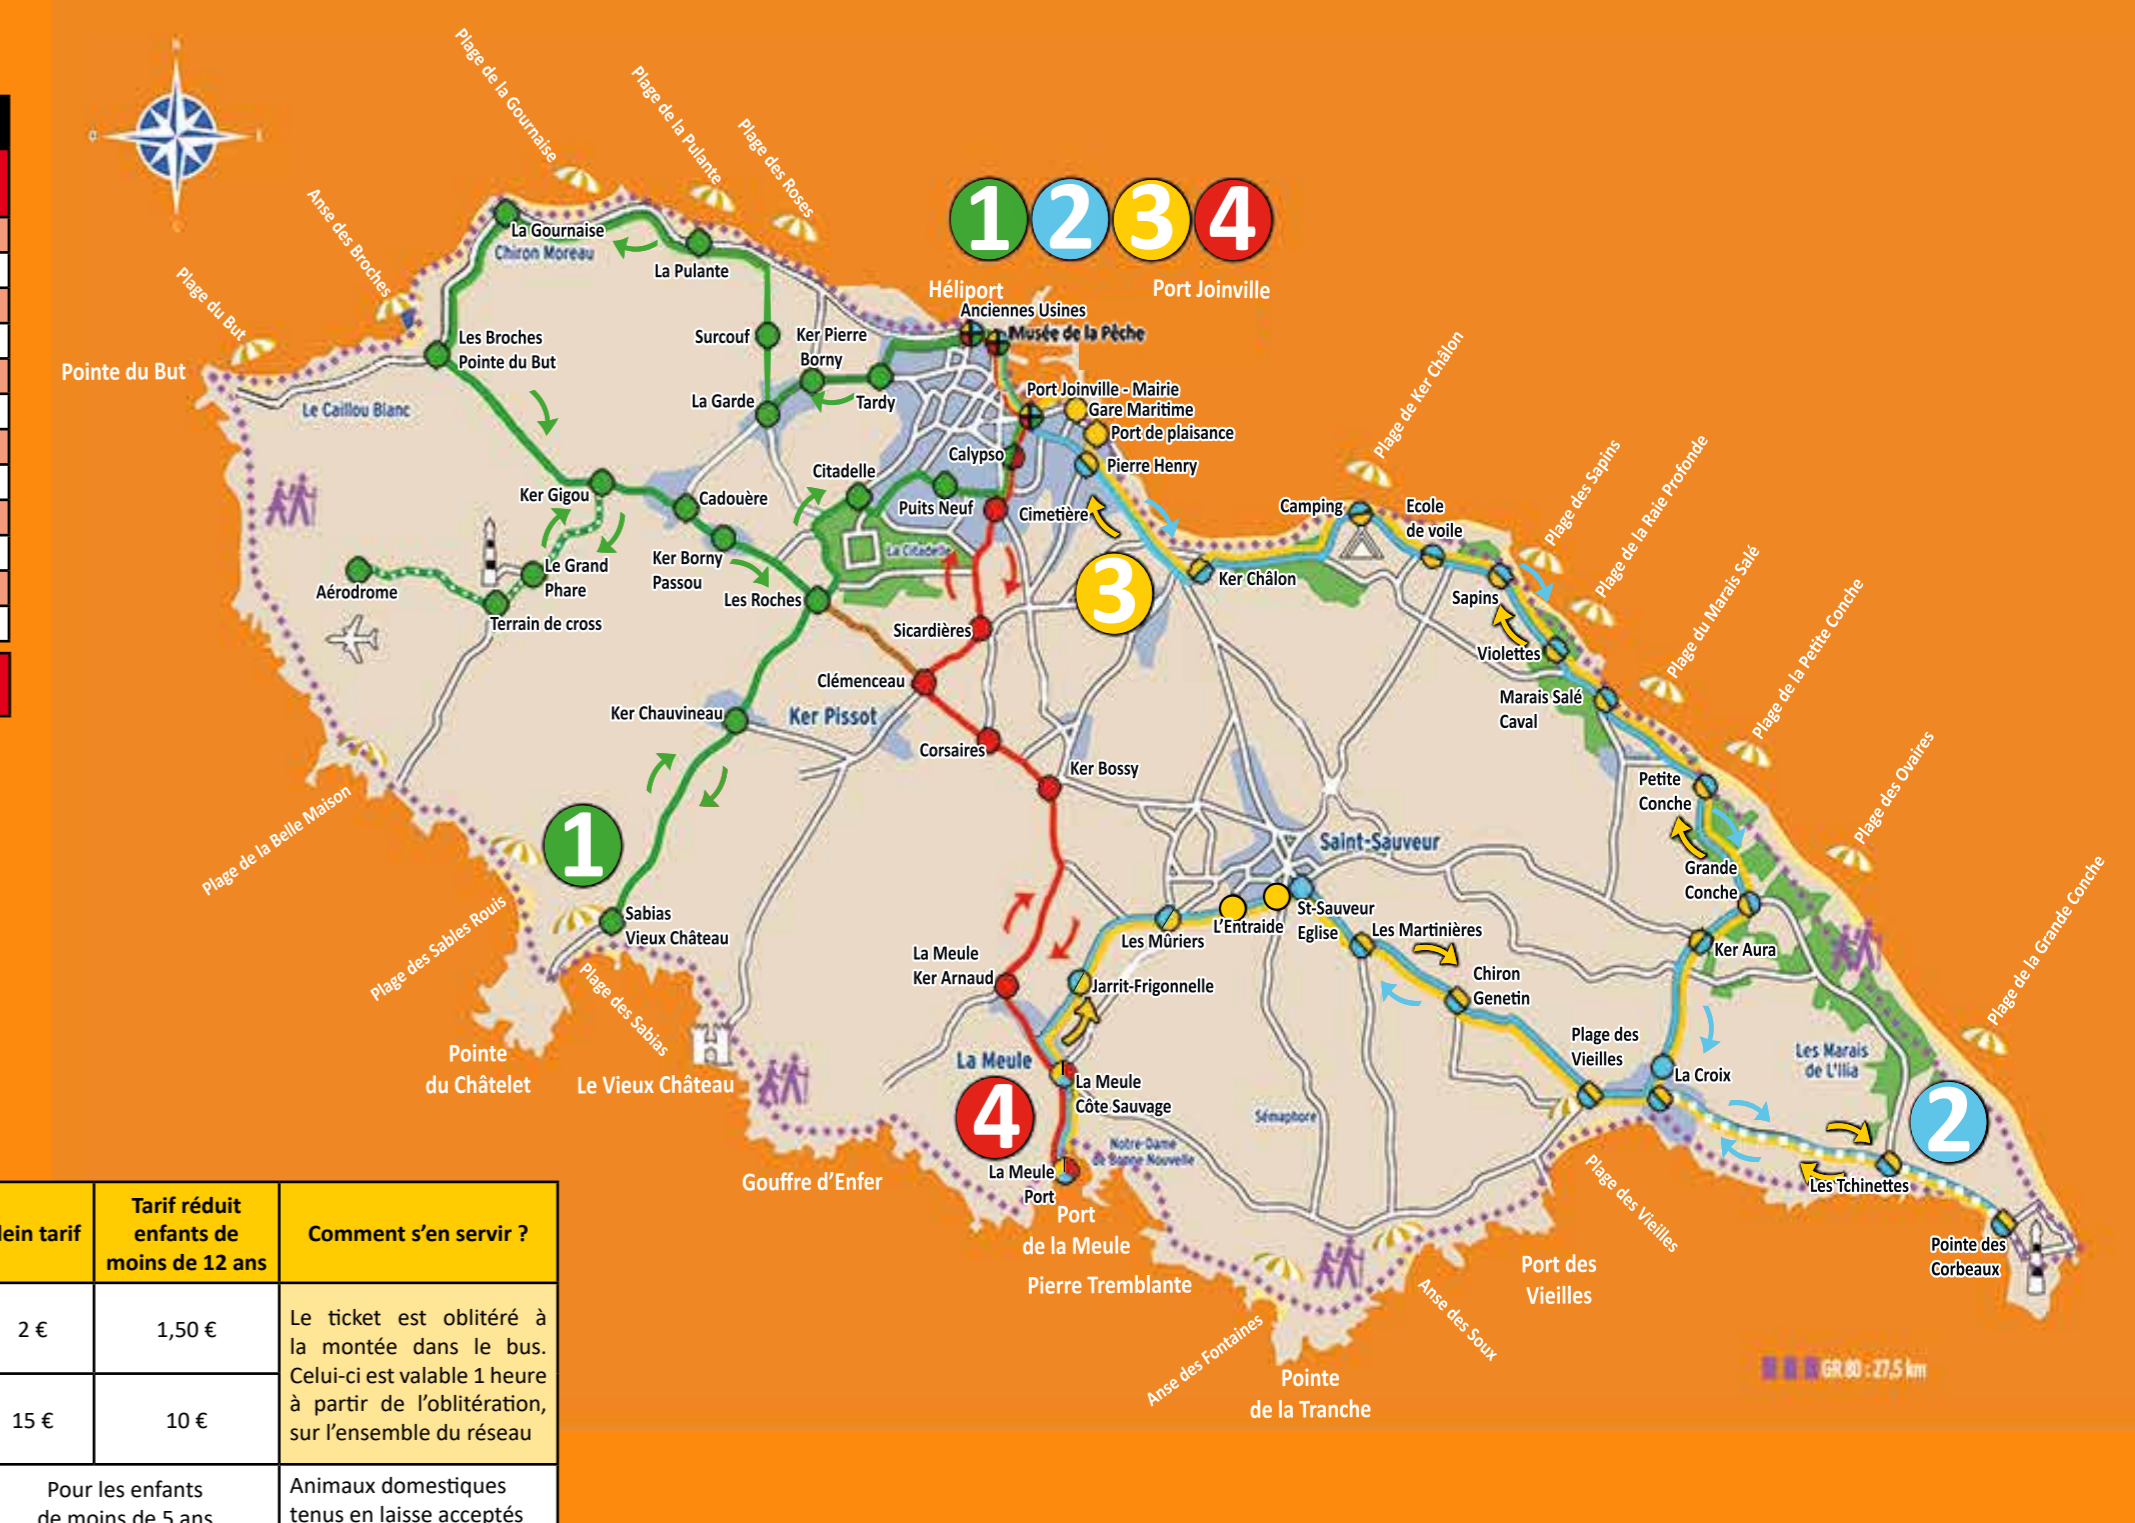 N
O
E
Plage de la Gournaise
Plage de la Pulante
Plage des Roses
Anse des Broches
Plage du But
Pointe du But
1
2
3
4
Héliport
Port Joinville
La Gournaise
Chiron Moreau
La Pulante
Anciennes Usines
Musée de la Pêche
Les Broches
Pointe du But
Surcouf
Ker Pierre
Borny
La Garde
Tardy
Le Caillou Blanc
Port Joinville - Mairie
Gare Maritime
Port de plaisance
Calypso
Pierre Henry
Citadelle
Ker Gigou
Cadouère
Puits Neuf
Cimetière
La Citadelle
Camping
Ecole
de voile
Plage de Ker Châlon
Plage des Sapins
Plage de la Raie Profonde
Plage du Marais Salé
Plage de la Petite Conche
Plage des Ovaires
Plage de la Grande Conche
Ker Borny
Passou
Le Grand
Phare
Aérodrome
Terrain de cross
Les Roches
Ker Châlon
3
Sapins
Violettes
Sicardières
Clémenceau
Marais Salé
Caval
Ker Chauvineau
Ker Pissot
Corsaires
Ker Bossy
Petite
Conche
1
Saint-Sauveur
Grande
Conche
Plage de la Belle Maison
Plage des Sables Rouis
Plage des Sabias
Sabias
Vieux Château
Les Mûriers
L'Entraide
St-Sauveur
Eglise
Les Martinières
Ker Aura
La Meule
Ker Arnaud
Jarrit-Frigonnelle
Chiron
Genetin
Plage des
Vieilles
La Croix
Les Marais
de L'Ilia
Pointe
du Châtelet
Le Vieux Château
La Meule
4
La Meule
Côte Sauvage
Sémaphore
2
Notre-Dame
de Bonne Nouvelle
La Meule
Port
Gouffre d'Enfer
Les Tchinettes
Plage des Vieilles
Port
de la Meule
Pierre Tremblante
Port des
Vieilles
Pointe des
Corbeaux
Anse des Fontaines
Anse des Soux
Pointe
de la Tranche
GR 80 : 27,5 km
lein tarif
Tarif réduit
enfants de
moins de 12 ans
Comment s'en servir ?
2 €
1,50 €
Le ticket est oblitéré à
la montée dans le bus.
Celui-ci est valable 1 heure
à partir de l'oblitération,
sur l'ensemble du réseau
15 €
10 €
Pour les enfants
de moins de 5 ans
Animaux domestiques
tenus en laisse acceptés